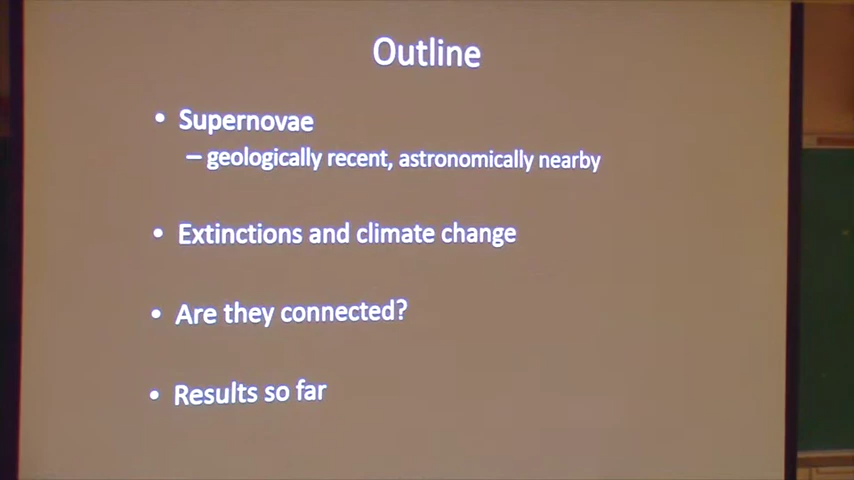 Outline
• Supernovae
– geologically recent, astronomically nearby
• Extinctions and climate change
• Are they connected?
• Results so far